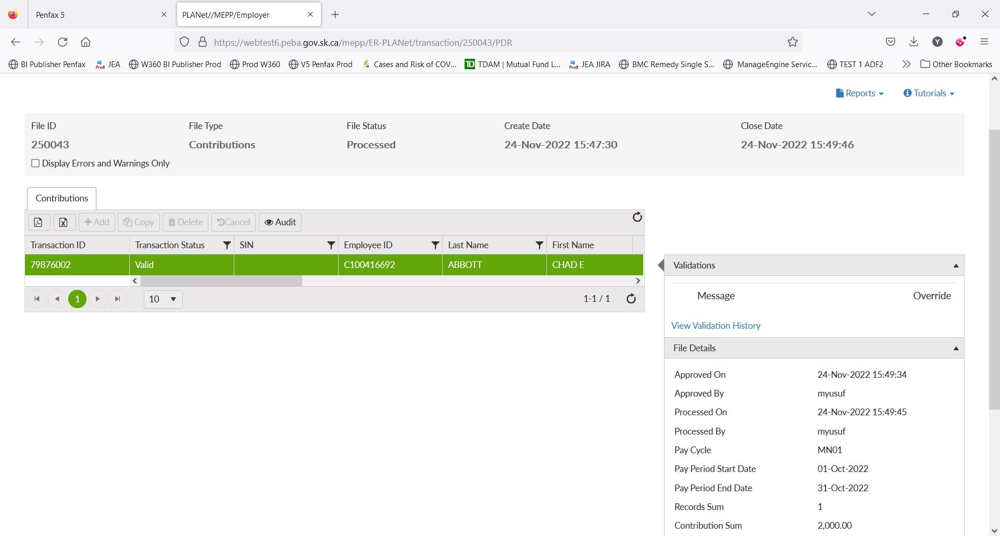 Penfax 5
PLANet//MEPP/Employer
https://webtest6.peba.gov.sk.ca/mepp/ER-PLANet/transaction/250043/PDR
Y
BI Publisher Penfax JEA W360 BI Publisher Prod Prod W360 V5 Penfax Prod Cases and Risk of COV... TDAM | Mutual Fund L... JEA JIRA BMC Remedy Single S... ManageEngine Servic... TEST 1 ADF2 Other Bookmarks
Reports Tutorials
File ID File Type File Status Create Date Close Date
250043 Contributions Processed 24-Nov-2022 15:47:30 24-Nov-2022 15:49:46
Display Errors and Warnings Only
Contributions
Add Copy Delete Cancel Audit
Transaction ID Transaction Status SIN Employee ID Last Name First Name
79876002 Valid C100416692 ABBOTT CHAD E
1 10 1-1 / 1
Validations
Message Override
View Validation History
File Details
Approved On 24-Nov-2022 15:49:34
Approved By myusuf
Processed On 24-Nov-2022 15:49:45
Processed By myusuf
Pay Cycle MN01
Pay Period Start Date 01-Oct-2022
Pay Period End Date 31-Oct-2022
Records Sum 1
Contribution Sum 2,000.00